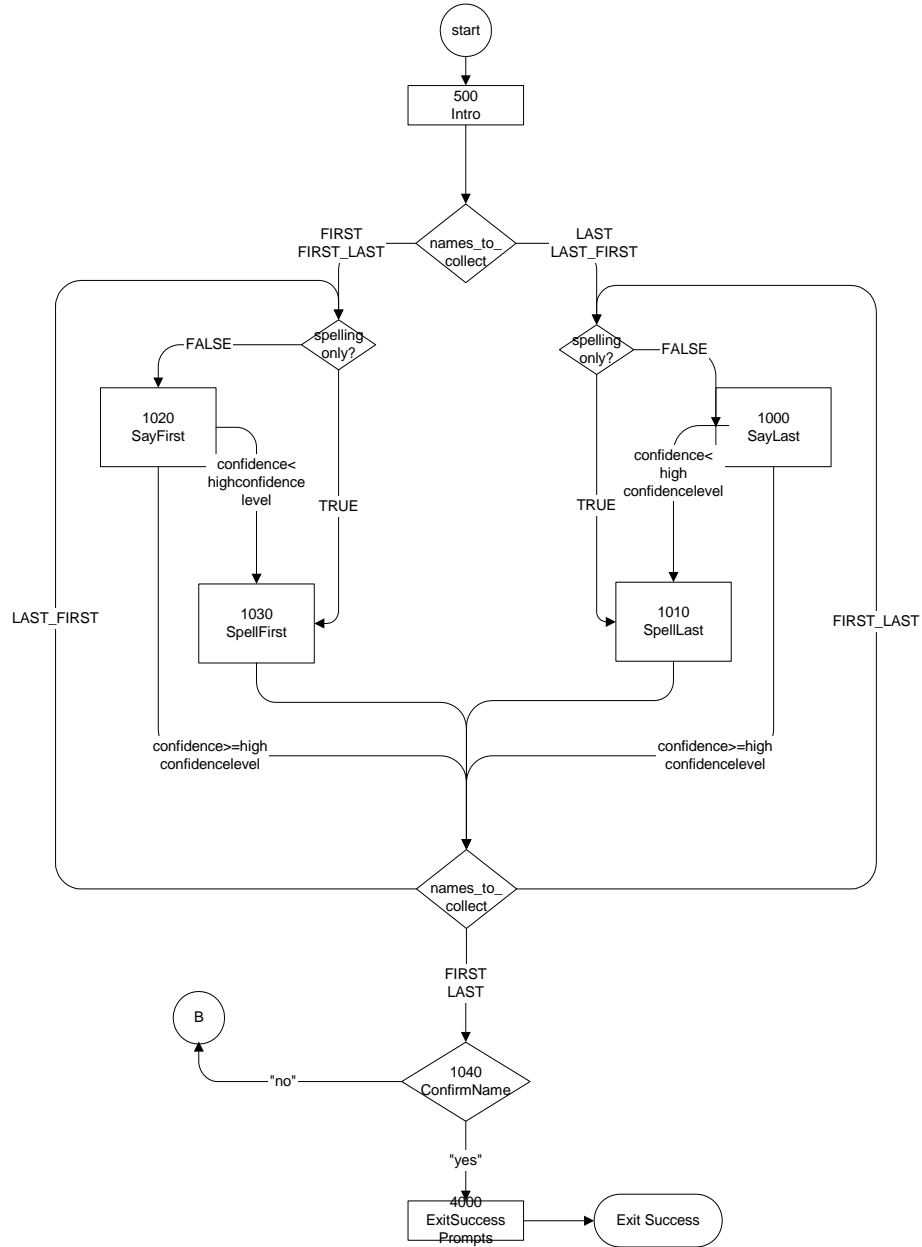 start
500
Intro
names_to_
collect
FIRST
FIRST_LAST
LAST
LAST_FIRST
spelling
only?
spelling
only?
FALSE
FALSE
1020
SayFirst
1000
SayLast
confidence<
highconfidence
level
confidence<
high
confidencelevel
TRUE
TRUE
1030
SpellFirst
1010
SpellLast
LAST_FIRST
FIRST_LAST
confidence>=high
confidencelevel
confidence>=high
confidencelevel
names_to_
collect
FIRST
LAST
B
1040
ConfirmName
"no"
"yes"
4000
ExitSuccess
Prompts
Exit Success